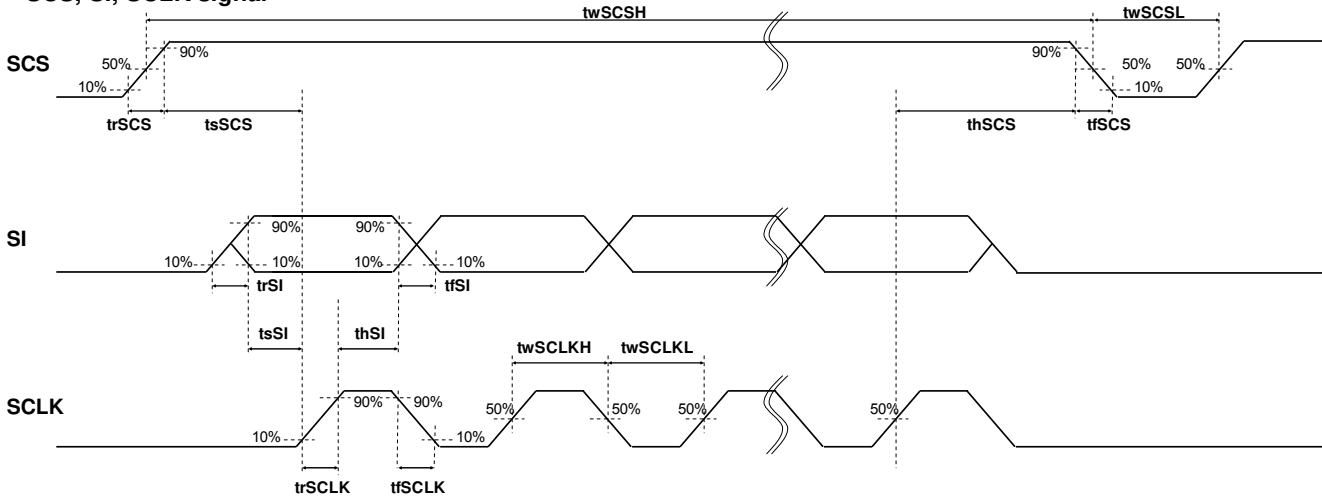 SCS, SI, SCLK signal
twSCSH twSCSL
SCS 50% 90% 90% 50% 50%
10% 10%
trSCS tsSCS thSCS tfSCS
SI 90% 90%
10% 10% 10% 10%
trSI tfSI
tsSI thSI
twSCLKH twSCLKL
SCLK 90% 90% 50% 50% 50% 50%
10% 10%
trSCLK tfSCLK